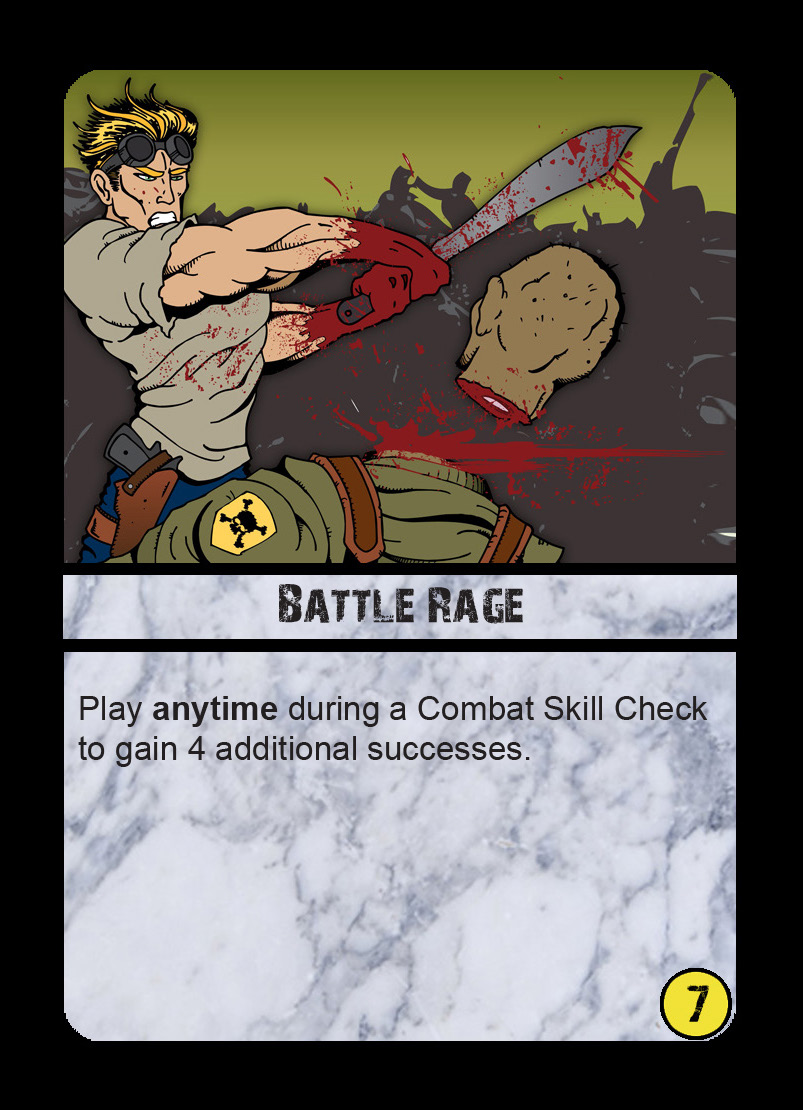 Battle Rage
Play anytime during a Combat Skill Check
to gain 4 additional successes.
7